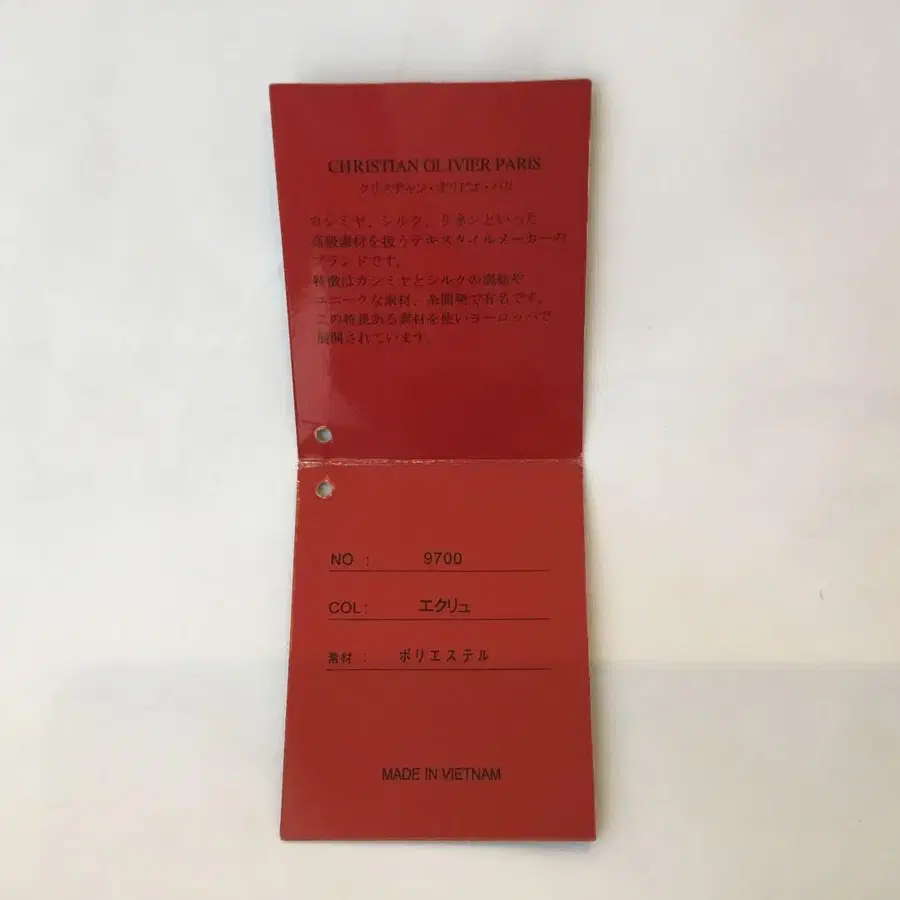 CHRISTIAN OLIVIER PARIS
クリスチャン・オリビエ・パリ
カシミヤ、シルク、リネンといった
高級素材を扱うテキスタイルメーカーの
ブランドです。
特徴はカシミヤとシルクの混紡や
ユニークな素材、糸開発で有名です。
この特長ある素材を使いヨーロッパで
展開されています。
NO : 9700
COL : エクリュ
素材 : ポリエステル
MADE IN VIETNAM